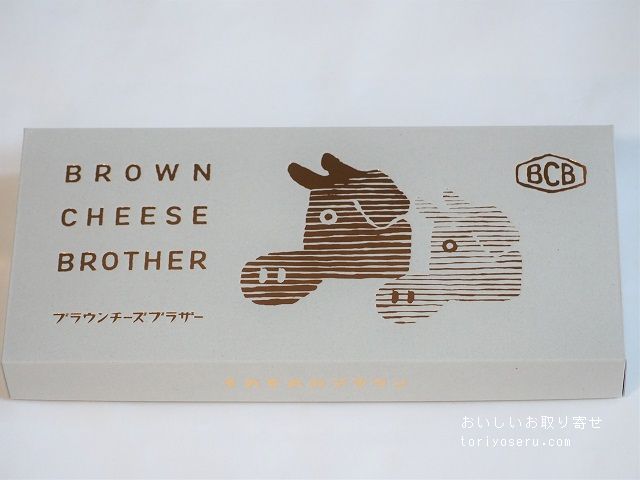 BROWN
CHEESE
BROTHER
ブラウンチーズブラザー
BCB
おいしいお取り寄せ
toriyoseru.com